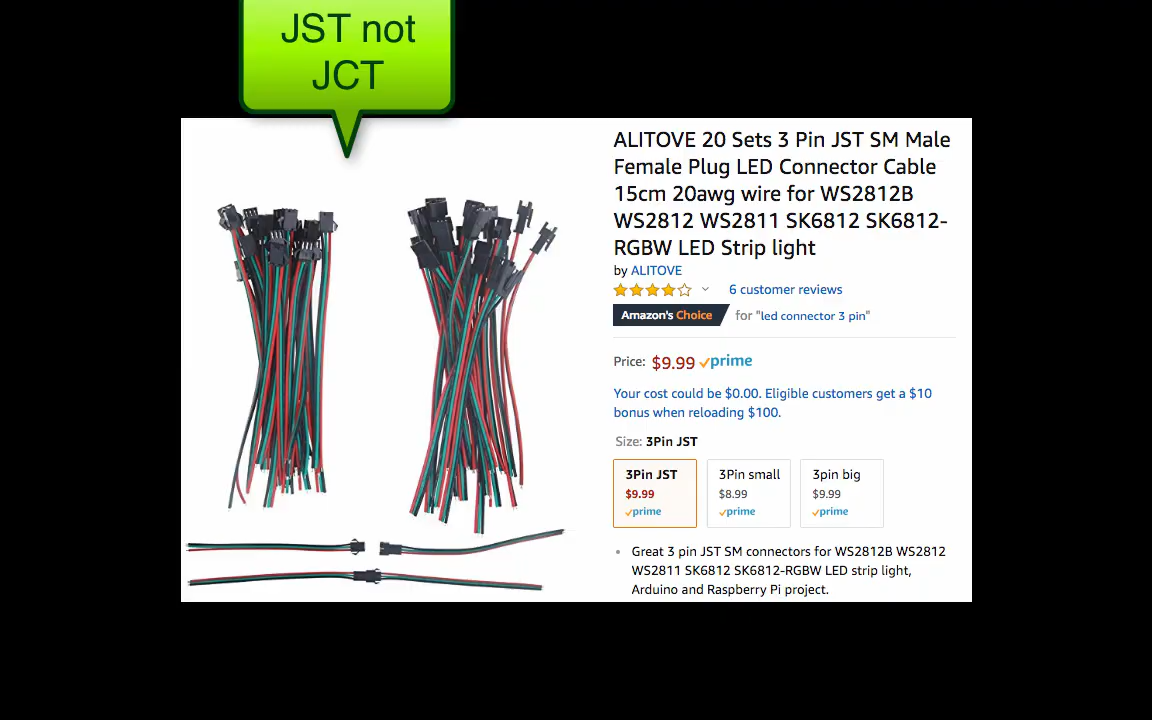 JST not
JCT
ALITOVE 20 Sets 3 Pin JST SM Male
Female Plug LED Connector Cable
15cm 20awg wire for WS2812B
WS2812 WS2811 SK6812 SK6812-
RGBW LED Strip light
by ALITOVE
6 customer reviews
Amazon's Choice for "led connector 3 pin"
Price: $9.99 prime
Your cost could be $0.00. Eligible customers get a $10
bonus when reloading $100.
Size: 3Pin JST
3Pin JST 3Pin small 3pin big
$9.99 $8.99 $9.99
prime prime prime
• Great 3 pin JST SM connectors for WS2812B WS2812
WS2811 SK6812 SK6812-RGBW LED strip light,
Arduino and Raspberry Pi project.